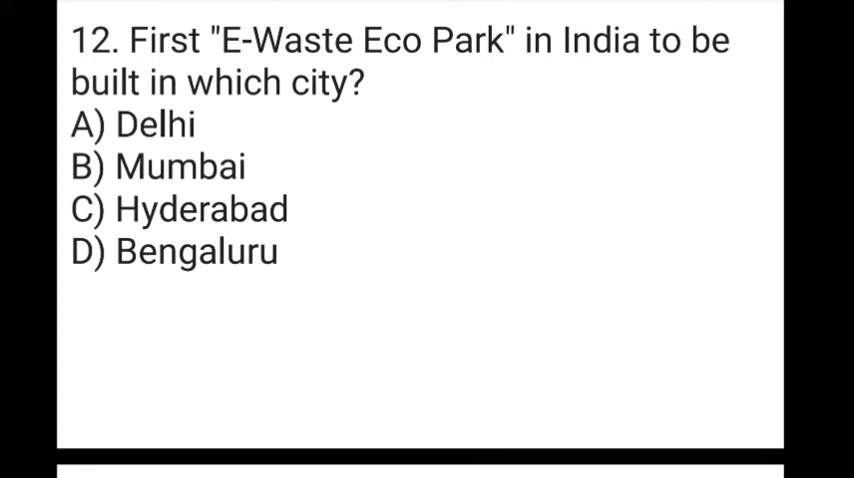 12. First "E-Waste Eco Park" in India to be
built in which city?
A) Delhi
B) Mumbai
C) Hyderabad
D) Bengaluru